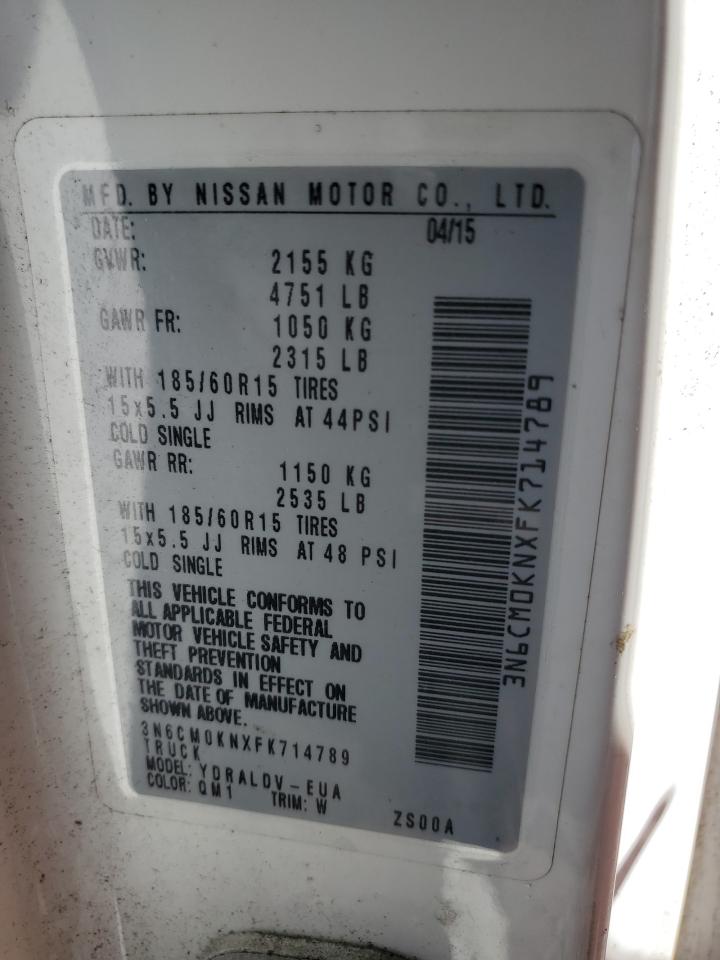 MFD. BY NISSAN MOTOR CO., LTD.
DATE: 04/15
GVWR: 2155 KG
4751 LB
GAWR FR: 1050 KG
2315 LB
WITH 185/60R15 TIRES
15x5.5 JJ RIMS AT 44PSI
COLD SINGLE
GAWR RR: 1150 KG
2535 LB
WITH 185/60R15 TIRES
15x5.5 JJ RIMS AT 48 PSI
COLD SINGLE
THIS VEHICLE CONFORMS TO
ALL APPLICABLE FEDERAL
MOTOR VEHICLE SAFETY AND
THEFT PREVENTION
STANDARDS IN EFFECT ON
THE DATE OF MANUFACTURE
SHOWN ABOVE.
3N6CM0KNXFK714789
TRUCK
MODEL: YDRALDV-EUA
COLOR: QM1 TRIM: W ZS00A
3N6CM0KNXFK714789